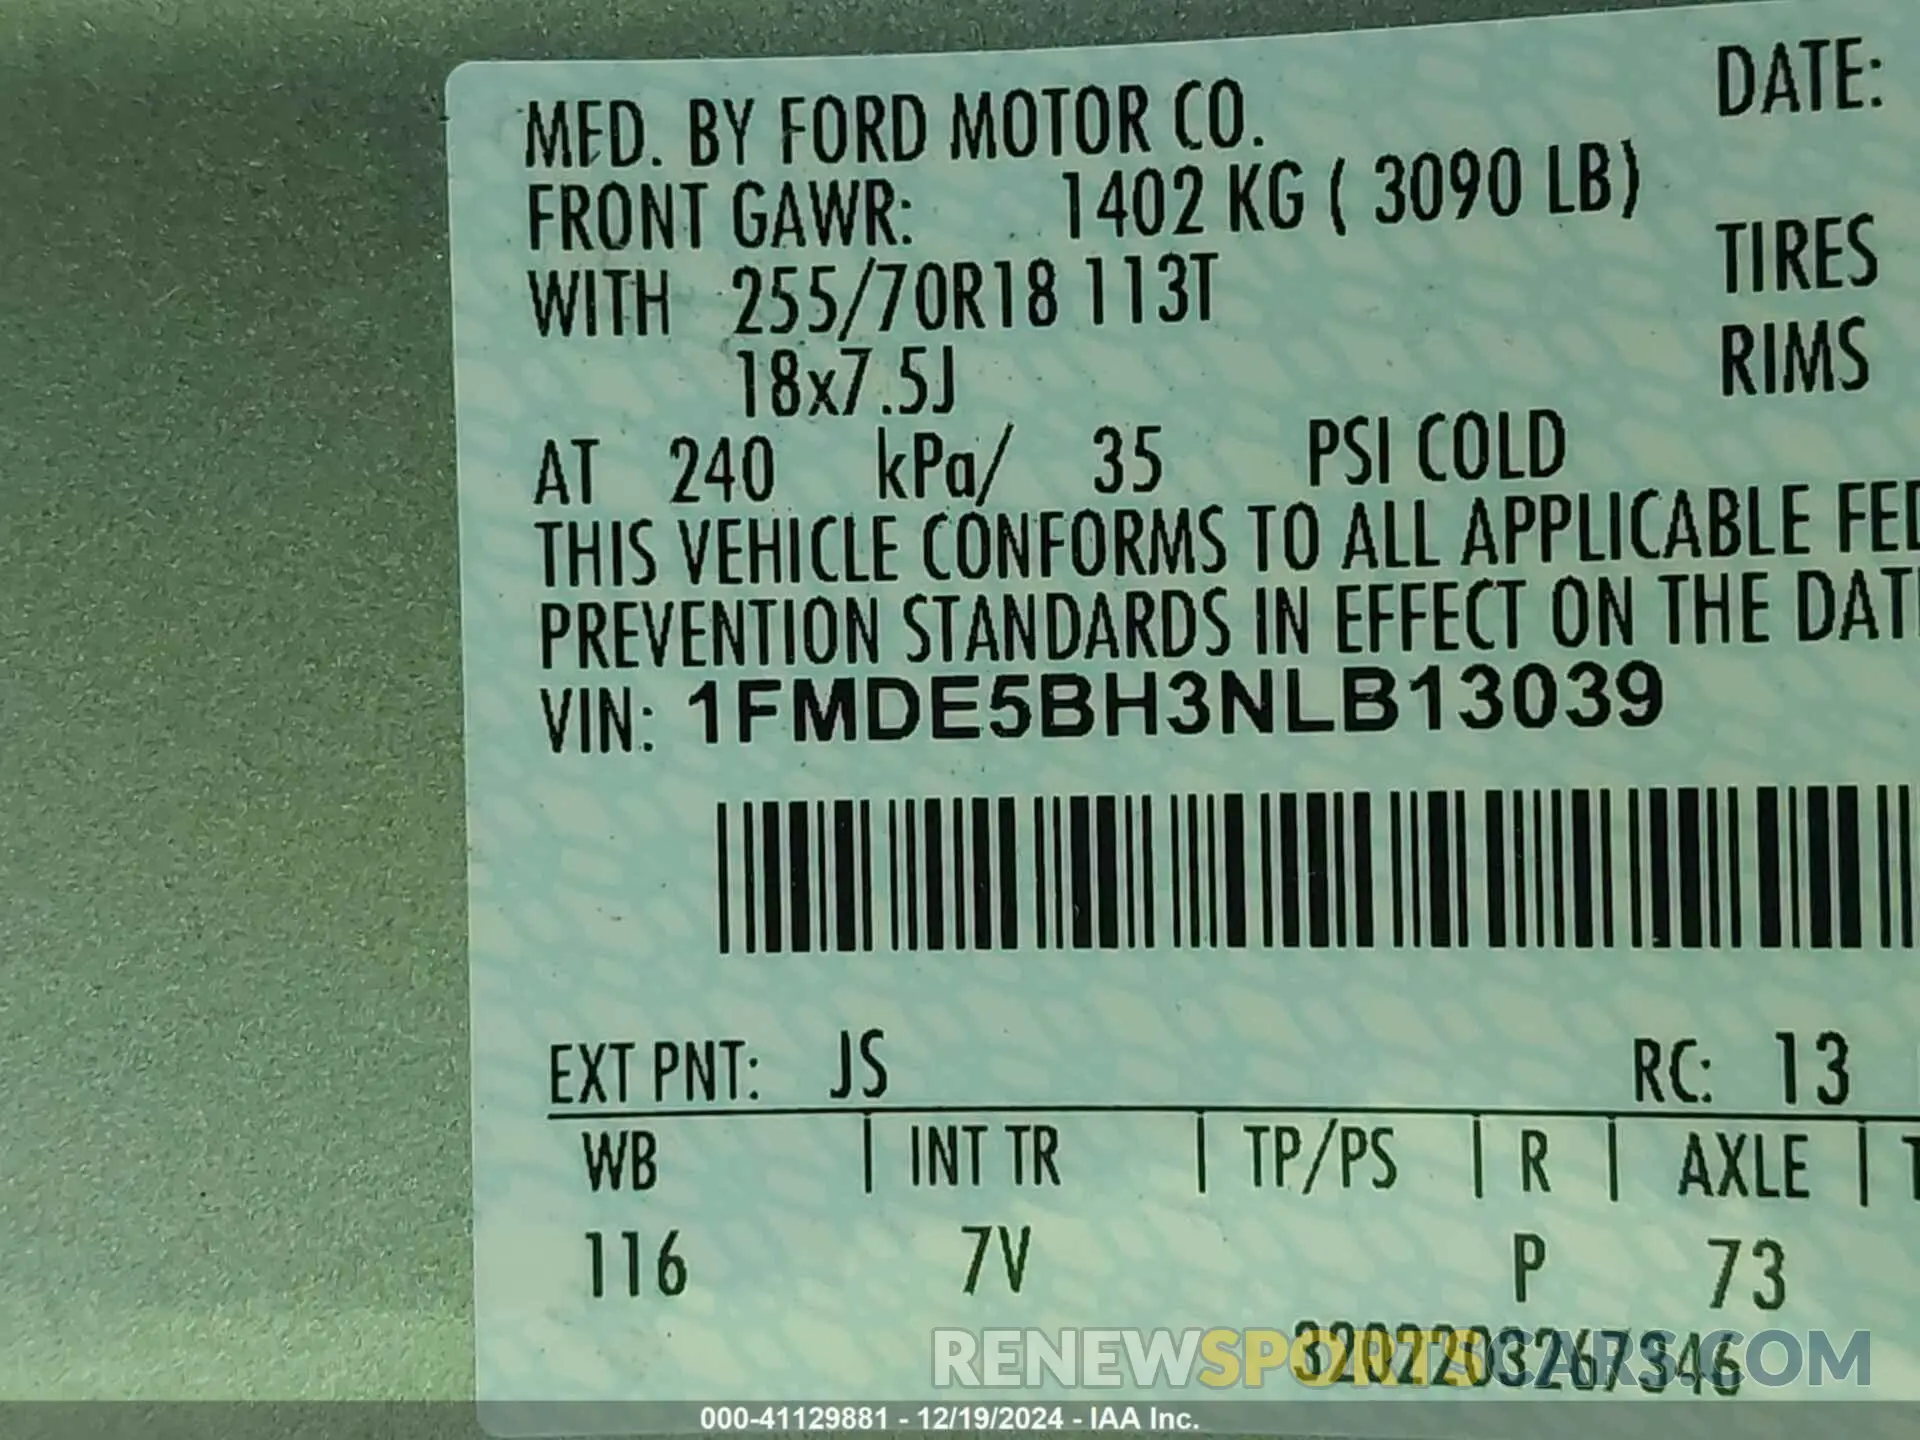 MFD. BY FORD MOTOR CO.
DATE:
FRONT GAWR: 1402 KG ( 3090 LB)
WITH 255/70R18 113T
TIRES
18x7.5J
RIMS
AT 240 kPa/ 35 PSI COLD
THIS VEHICLE CONFORMS TO ALL APPLICABLE FED
PREVENTION STANDARDS IN EFFECT ON THE DAT
VIN: 1FMDE5BH3NLB13039
EXT PNT: JS RC: 13
WB | INT TR | TP/PS | R | AXLE | T
116 7V P 73
3202203267346
RENEWSPORTSCARS.COM
000-41129881 - 12/19/2024 - IAA Inc.